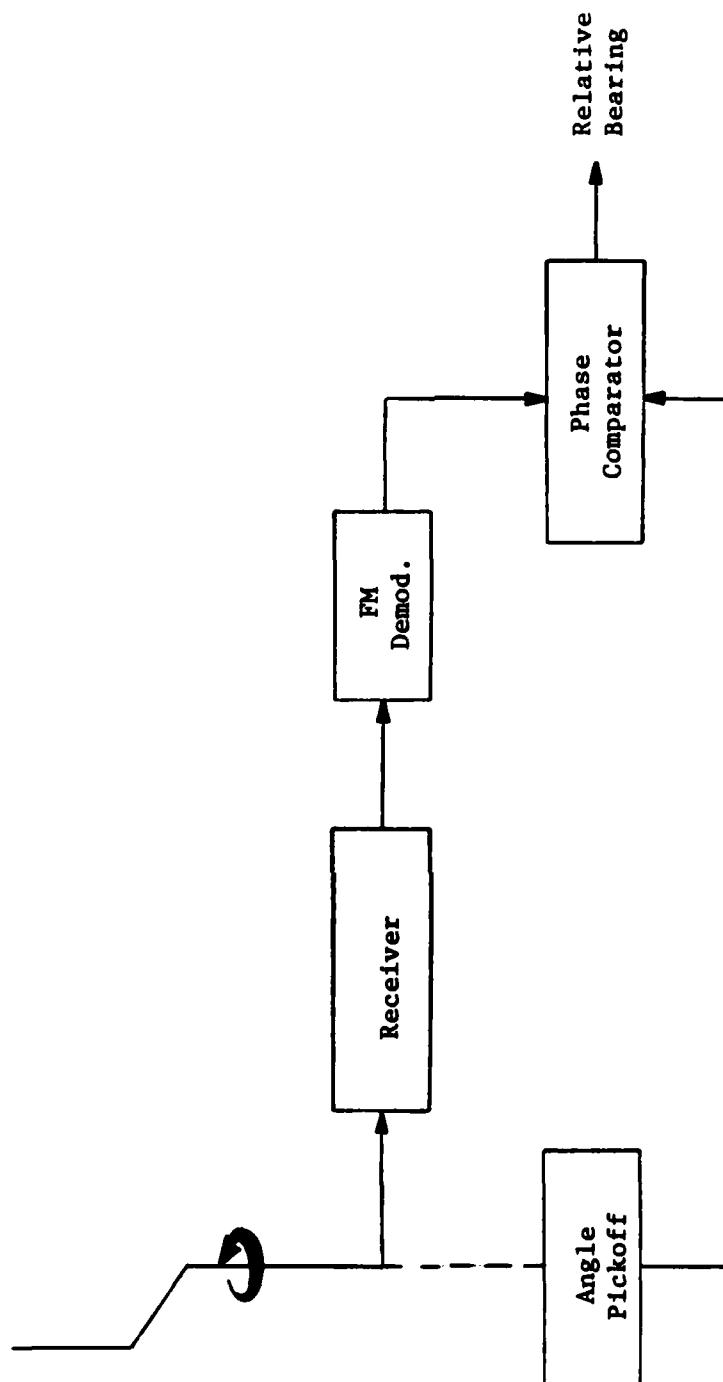 Receiver
FM
Demod.
Angle
Pickoff
Phase
Comparator
Relative
Bearing